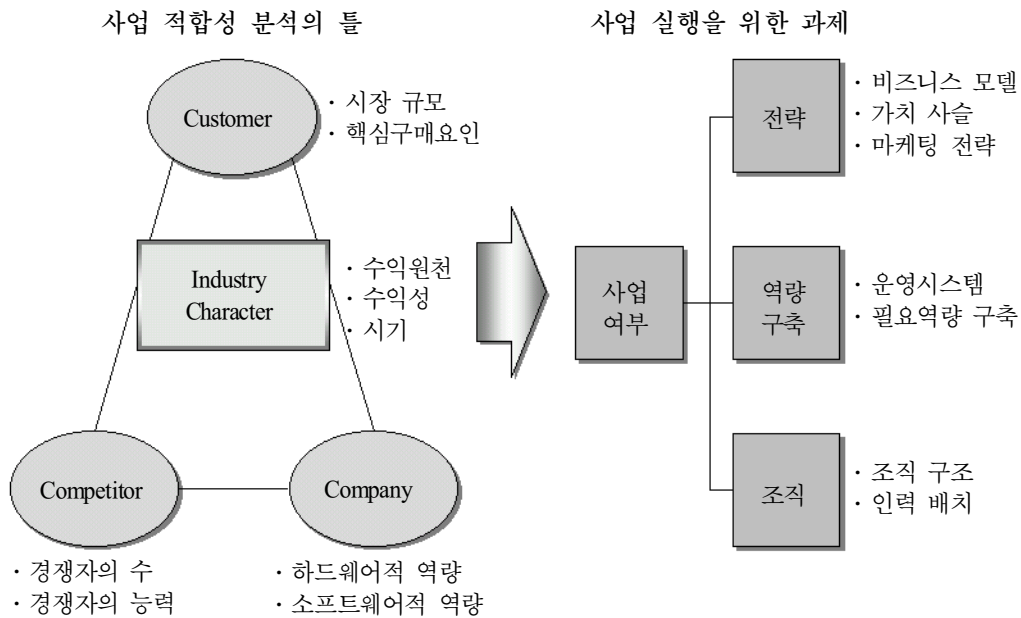 사업 적합성 분석의 틀
Customer
· 시장 규모
· 핵심구매요인
Industry
Character
· 수익원천
· 수익성
· 시기
Competitor
· 경쟁자의 수
· 경쟁자의 능력
Company
· 하드웨어적 역량
· 소프트웨어적 역량
사업 실행을 위한 과제
사업
여부
전략
· 비즈니스 모델
· 가치 사슬
· 마케팅 전략
역량
구축
· 운영시스템
· 필요역량 구축
조직
· 조직 구조
· 인력 배치